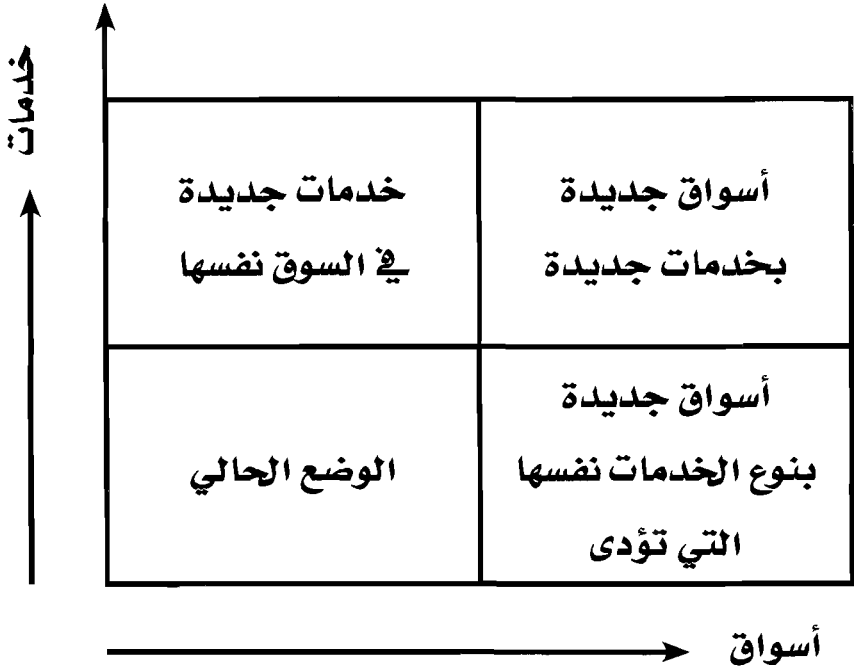 خدمات
أسواق جديدة
بخدمات جديدة
خدمات جديدة
في السوق نفسها
أسواق جديدة
بنوع الخدمات نفسها
التي تؤدى
الوضع الحالي
أسواق